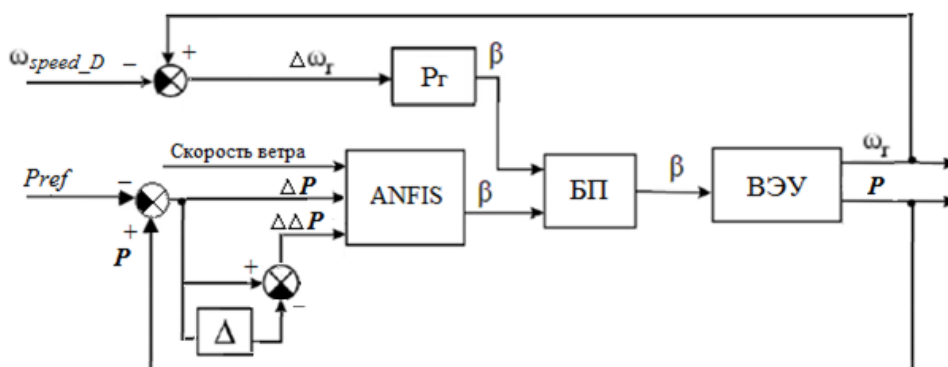 ω_speed_D
−
+
Δω_r
Рг
β
Скорость ветра
Pref
−
+
P
ΔP
ΔΔP
+
−
Δ
ANFIS
β
БП
β
ВЭУ
ω_r
P